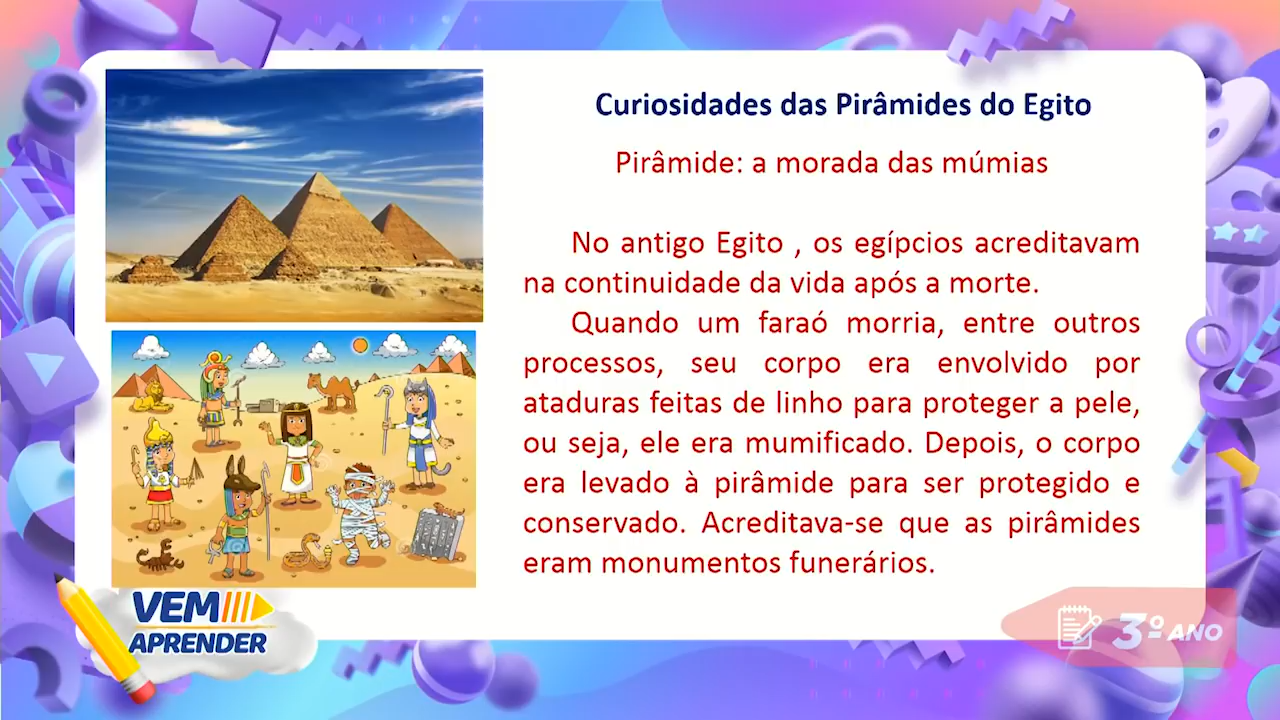 Curiosidades das Pirâmides do Egito
Pirâmide: a morada das múmias
No antigo Egito , os egípcios acreditavam
na continuidade da vida após a morte.
Quando um faraó morria, entre outros
processos, seu corpo era envolvido por
ataduras feitas de linho para proteger a pele,
ou seja, ele era mumificado. Depois, o corpo
era levado à pirâmide para ser protegido e
conservado. Acreditava-se que as pirâmides
eram monumentos funerários.
VEM
APRENDER
3º ANO